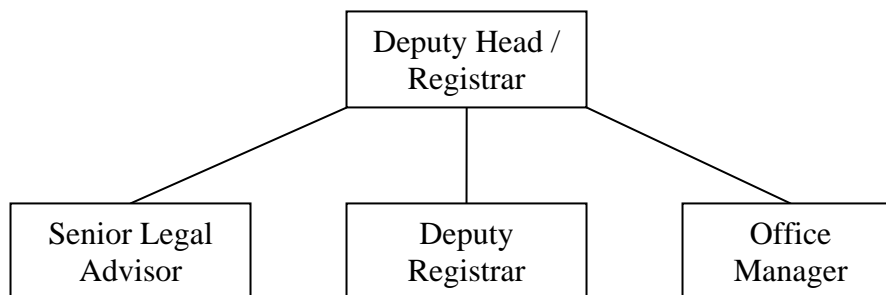 Deputy Head /
Registrar
Senior Legal
Advisor
Deputy
Registrar
Office
Manager